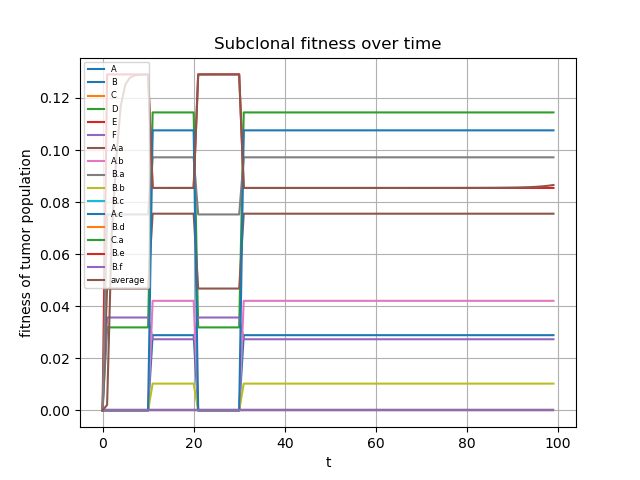 Subclonal fitness over time
fitness of tumor population
0.12
0.10
0.08
0.06
0.04
0.02
0.00
A
B
C
D
E
F
A.a
A.b
B.a
B.b
B.c
A.c
B.d
C.a
B.e
B.f
average
0 20 40 60 80 100
t